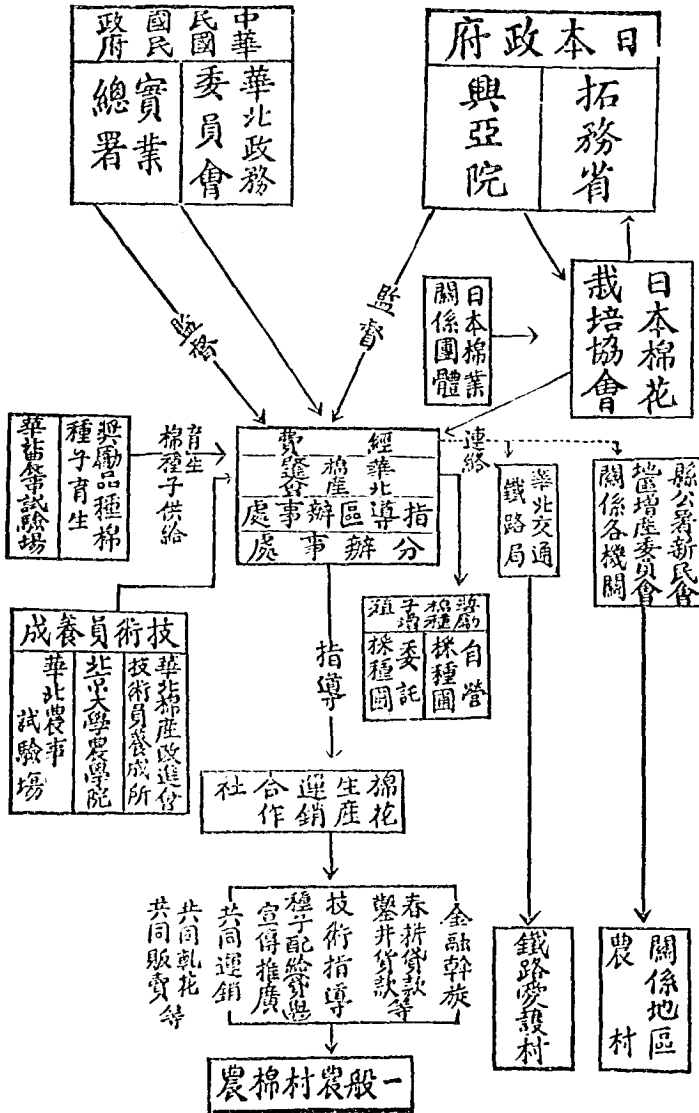 中華
民國
國民
政府
華北政務
委員會
實業
總署
日本政府
拓務省
興亞院
監督
監督
日本棉業
關係團體
日本棉花
栽培協會
華北農事試驗場
奬勵品種棉
種子育生
育生
棉種子供給
經費
華北
棉產
指導區辦事處
分辦事處
連絡
華北交通
鐵路局
縣公署新民會
地區增產委員會
關係各機關
奬勵
棉種
子增
殖
自營
採種圃
委託
採種圃
技術員養成
華北棉產改進會
技術員養成所
北京大學農學院
華北農事
試驗場
指導
棉花
生產
運銷
合作
社
金融幹旋
春耕貸款
鑿井貸款等
技術指導
種子配給
宣傳推廣
共同運銷
共同軋花
共同販賣等
一般農村棉農
鐵路愛護村
關係地區
農村